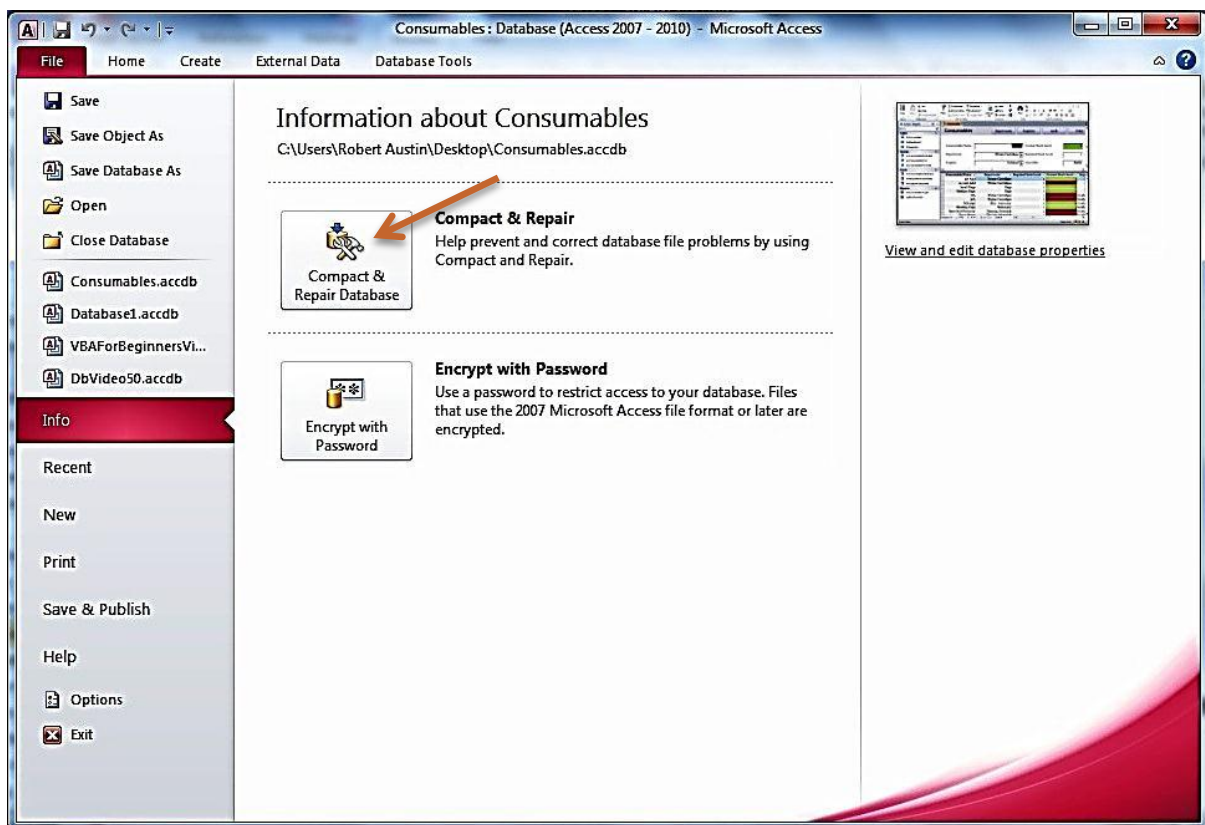 Consumables : Database (Access 2007 - 2010) - Microsoft Access
File Home Create External Data Database Tools
Save
Save Object As
Save Database As
Open
Close Database
Consumables.accdb
Database1.accdb
VBAForBeginnersVi...
DbVideo50.accdb
Info
Recent
New
Print
Save & Publish
Help
Options
Exit
Information about Consumables
C:\Users\Robert Austin\Desktop\Consumables.accdb
Compact &
Repair Database
Compact & Repair
Help prevent and correct database file problems by using
Compact and Repair.
Encrypt with
Password
Encrypt with Password
Use a password to restrict access to your database. Files
that use the 2007 Microsoft Access file format or later are
encrypted.
Consumables
View and edit database properties